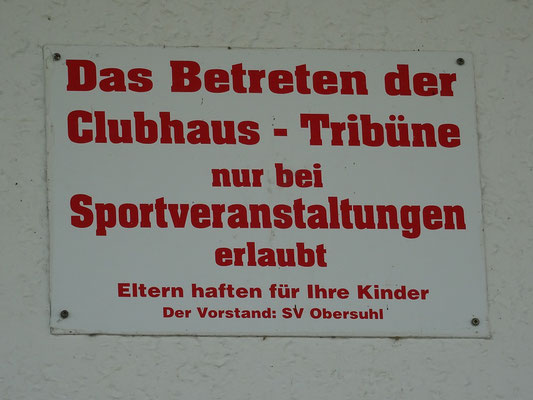 Das Betreten der
Clubhaus - Tribüne
nur bei
Sportveranstaltungen
erlaubt
Eltern haften für Ihre Kinder
Der Vorstand: SV Obersuhl